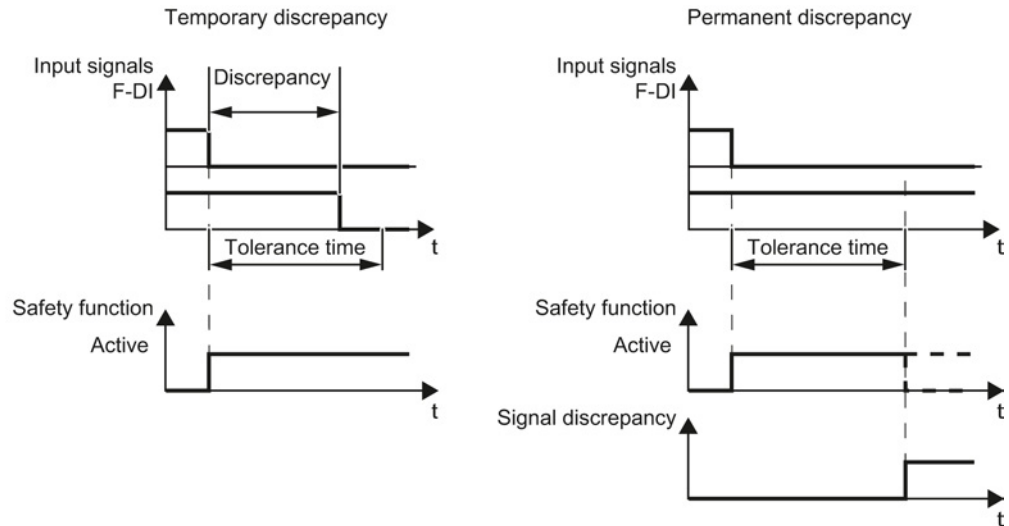 Temporary discrepancy
Input signals
F-DI
Discrepancy
t
Tolerance time
Safety function
Active
t
Permanent discrepancy
Input signals
F-DI
t
Tolerance time
Safety function
Active
t
Signal discrepancy
t